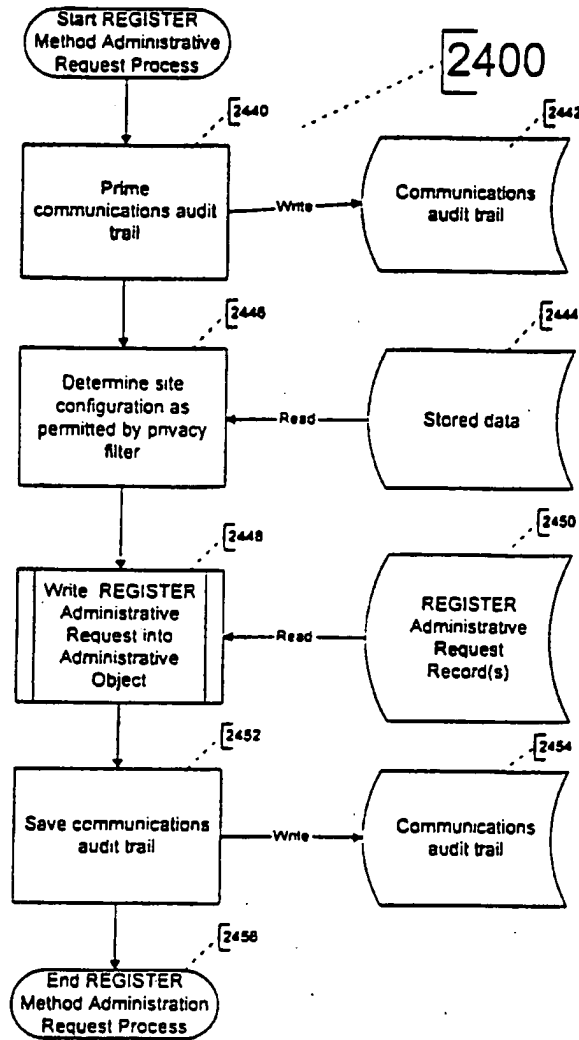 Start REGISTER
Method Administrative
Request Process
2400
2440
2442
Prime
communications audit
trail
Write
Communications
audit trail
2446
2444
Determine site
configuration as
permitted by privacy
filter
Read
Stored data
2448
2450
Write REGISTER
Administrative
Request into
Administrative
Object
Read
REGISTER
Administrative
Request
Record(s)
2452
2454
Save communications
audit trail
Write
Communications
audit trail
2456
End REGISTER
Method Administration
Request Process